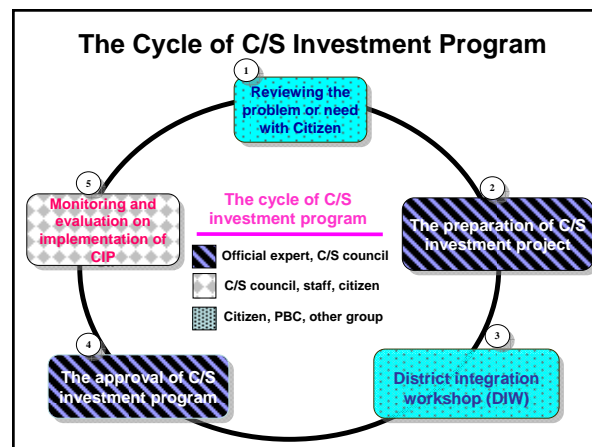 The Cycle of C/S Investment Program
1
Reviewing the
problem or need
with Citizen
2
The preparation of C/S
investment project
3
District integration
workshop (DIW)
4
The approval of C/S
investment program
5
Monitoring and
evaluation on
implementation of
CIP
The cycle of C/S
investment program
Official expert, C/S council
C/S council, staff, citizen
Citizen, PBC, other group